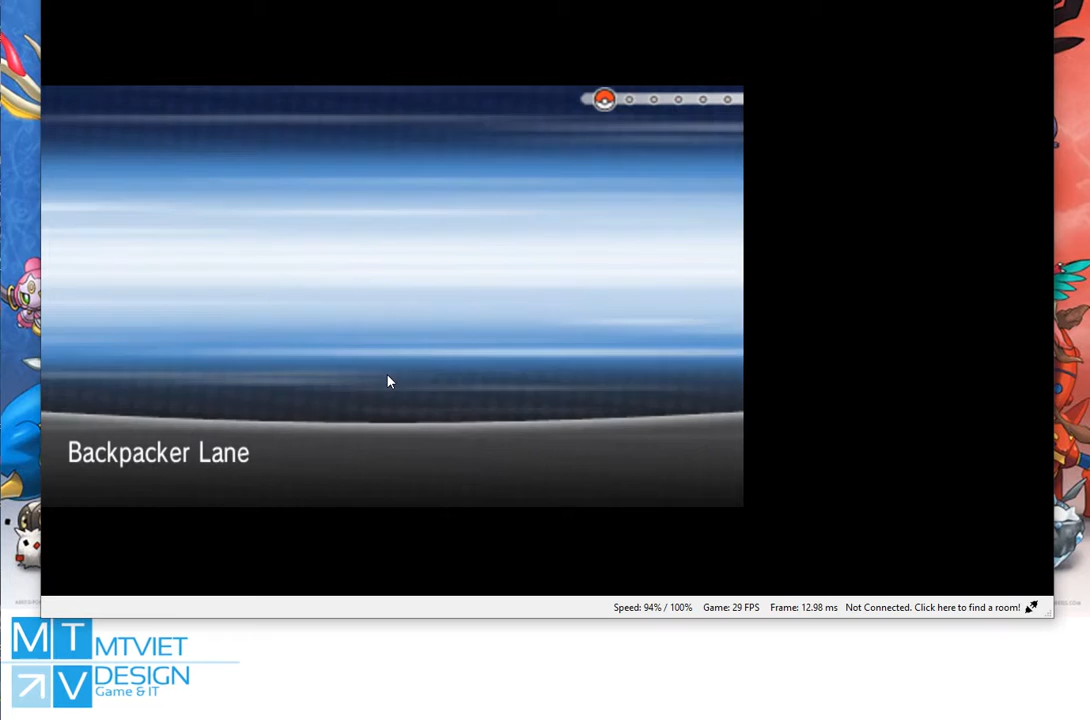 Backpacker Lane
Speed: 94% / 100% Game: 29 FPS Frame: 12.98 ms Not Connected. Click here to find a room!
MT MTVIET
V DESIGN
Game & IT